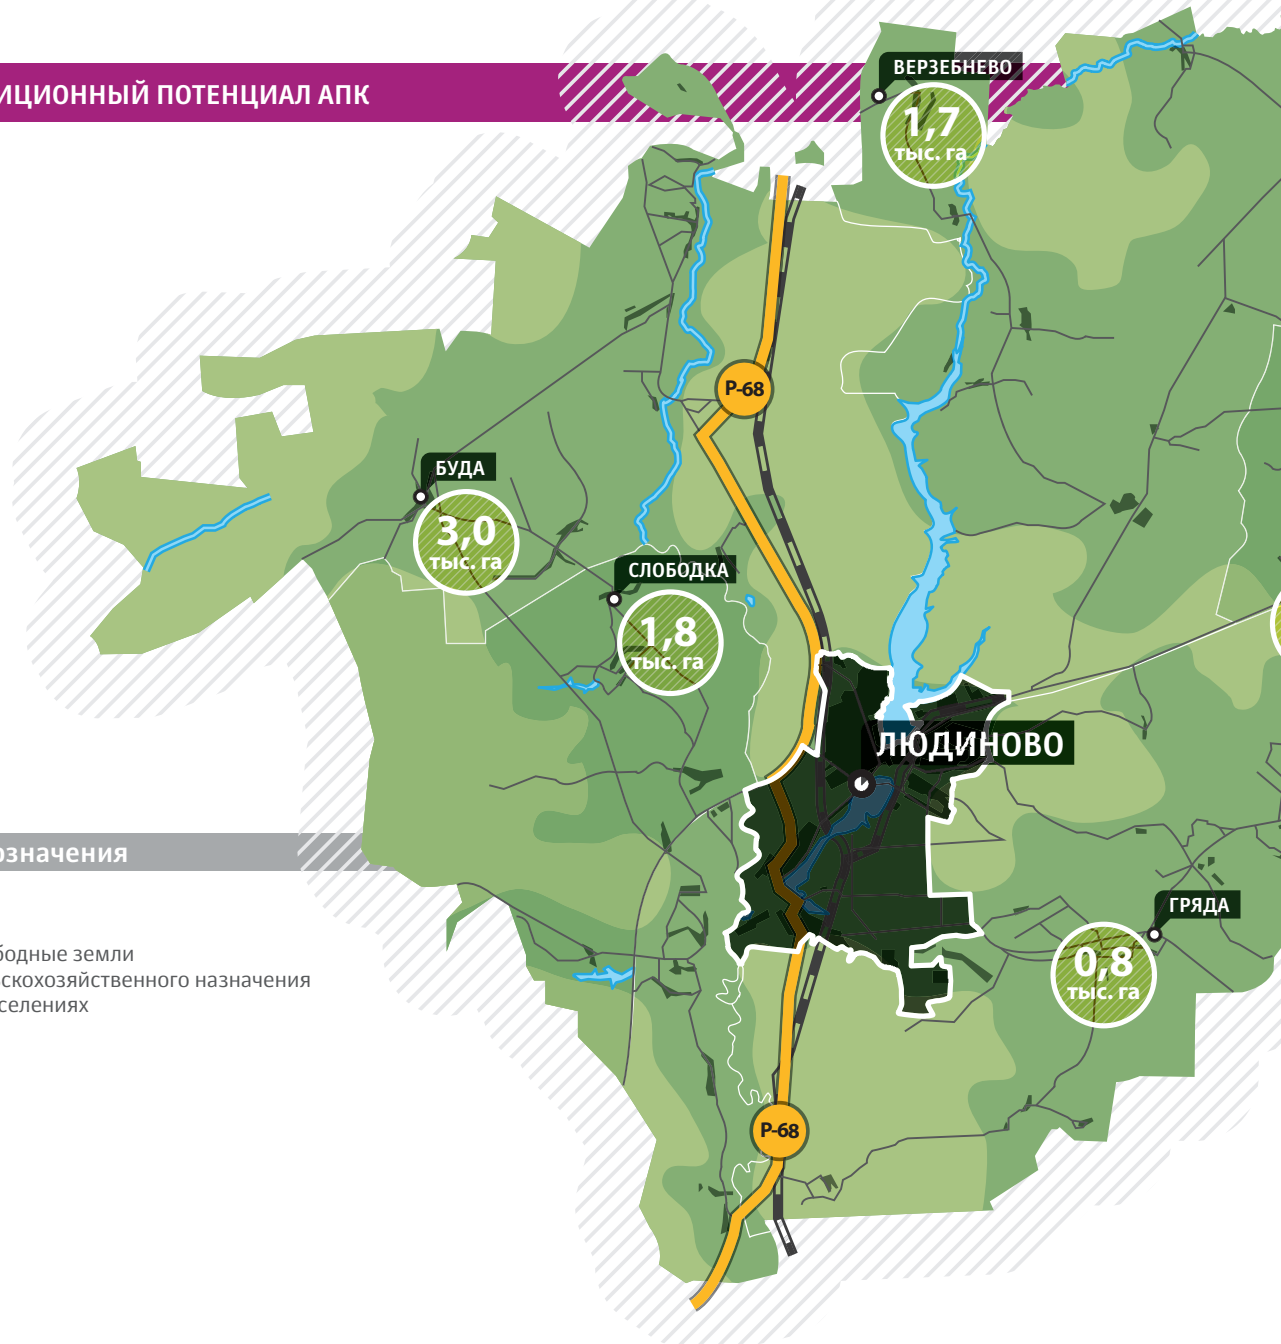 ИЦИОННЫЙ ПОТЕНЦИАЛ АПК
ВЕРЗЕБНЕВО
1,7
тыс. га
Р-68
БУДА
3,0
тыс. га
СЛОБОДКА
1,8
тыс. га
ЛЮДИНОВО
означения
ГРЯДА
0,8
тыс. га
бодные земли
ьскохозяйственного назначения
селениях
Р-68